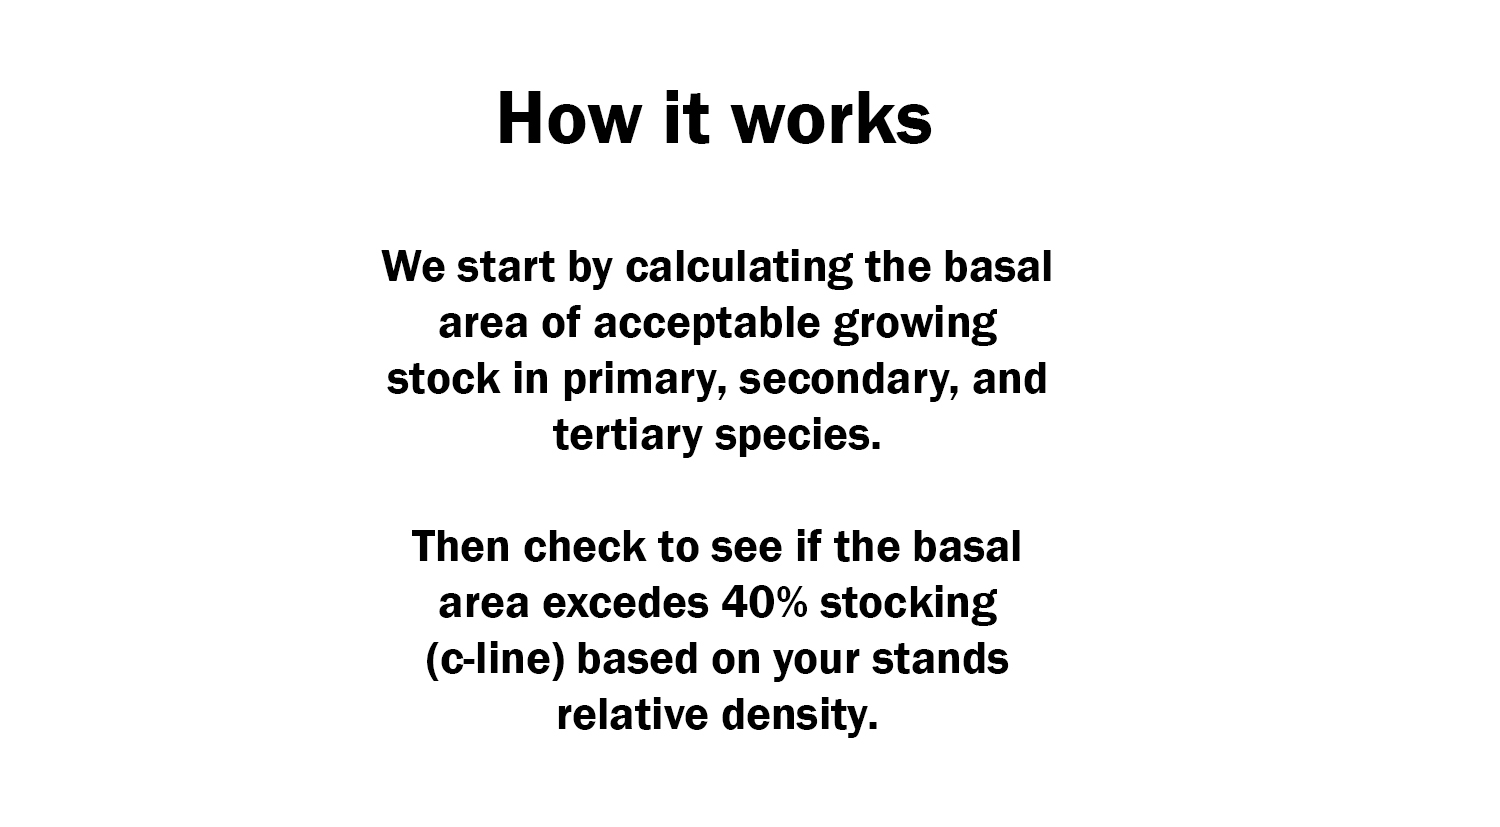 How it works
We start by calculating the basal
area of acceptable growing
stock in primary, secondary, and
tertiary species.
Then check to see if the basal
area excedes 40% stocking
(c-line) based on your stands
relative density.